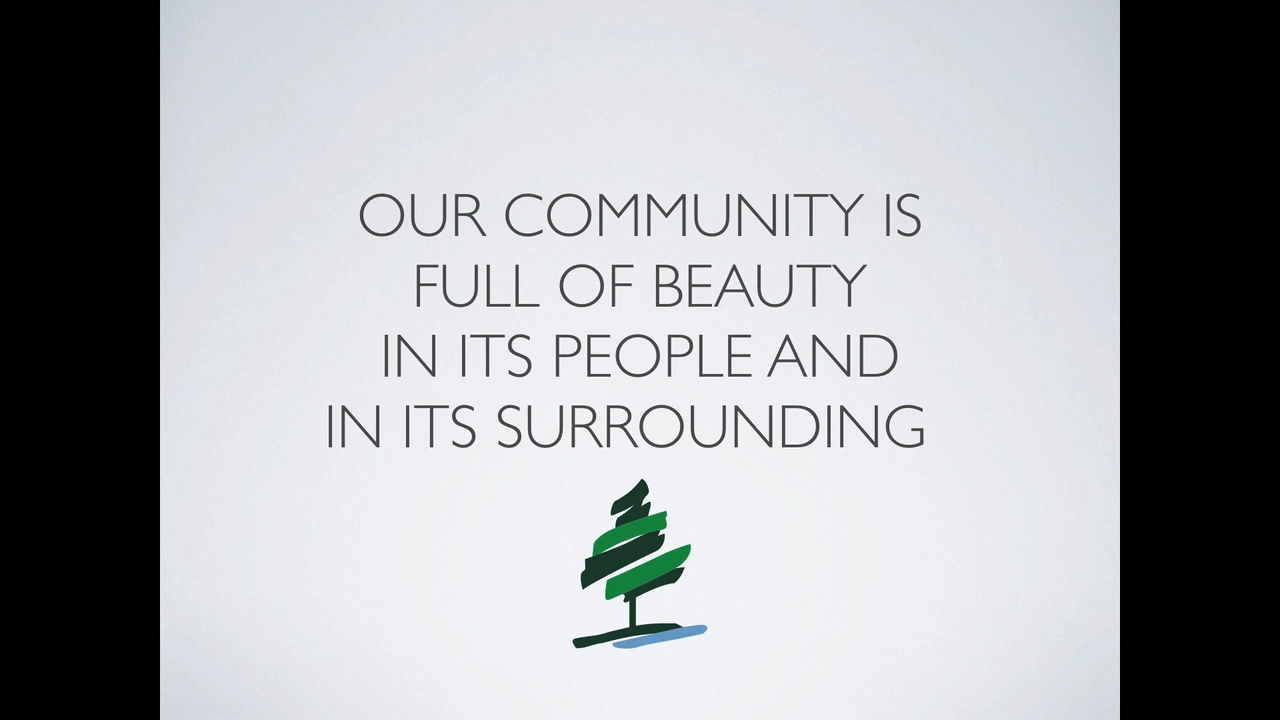 OUR COMMUNITY IS
FULL OF BEAUTY
IN ITS PEOPLE AND
IN ITS SURROUNDING